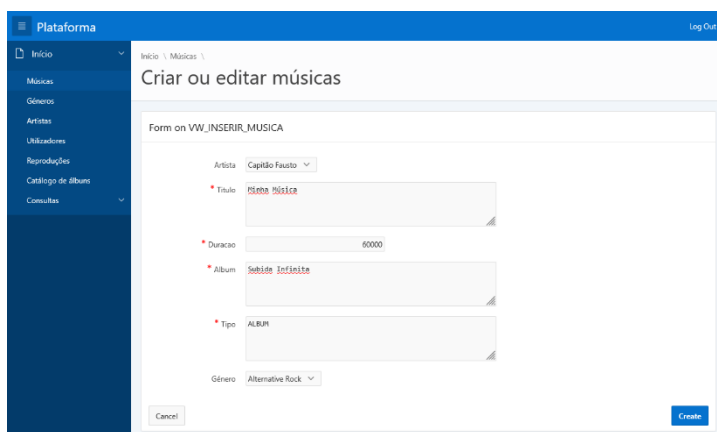 Plataforma
Log Out
Início
Músicas
Géneros
Artistas
Utilizadores
Reproduções
Catálogo de álbuns
Consultas
Início \ Músicas \
Criar ou editar músicas
Form on VW_INSERIR_MUSICA
Artista Capitão Fausto
* Titulo Minha Música
* Duracao 60000
* Album Subida Infinita
* Tipo ALBUM
Género Alternative Rock
Cancel
Create